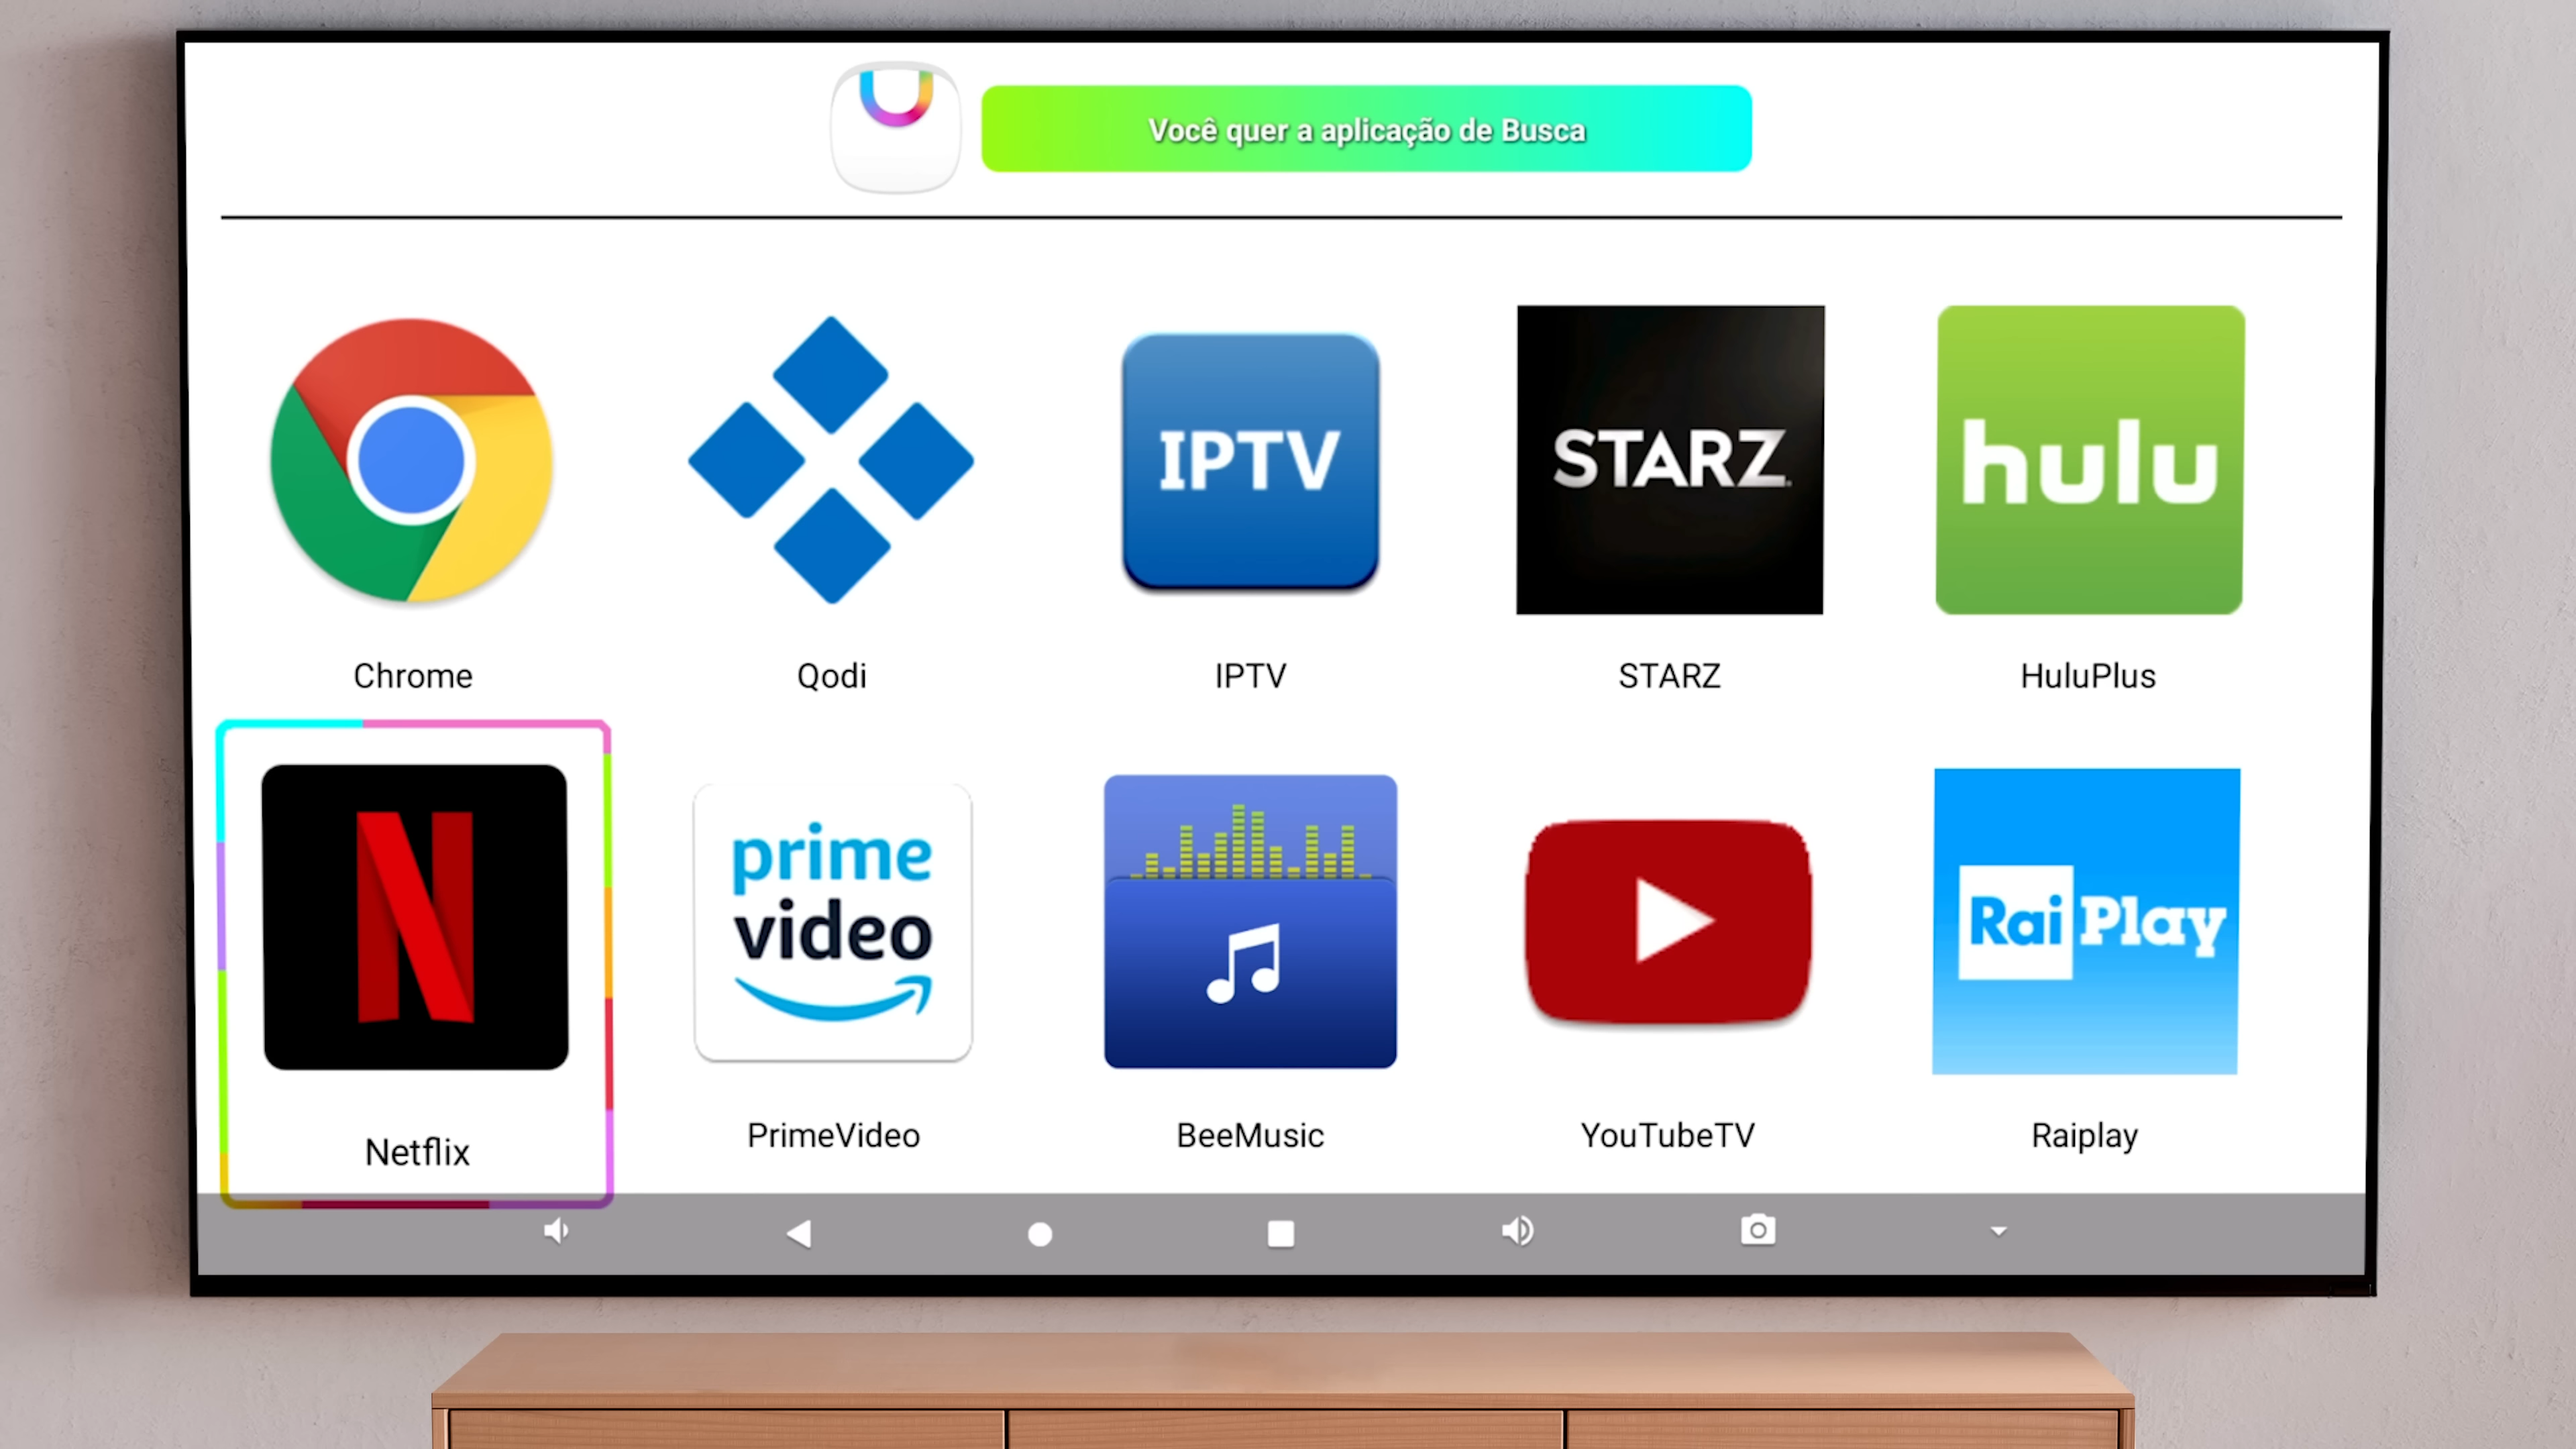 Você quer a aplicação de Busca
IPTV
STARZ
hulu
Chrome
Qodi
IPTV
STARZ
HuluPlus
N
prime
video
Rai Play
Netflix
PrimeVideo
BeeMusic
YouTubeTV
Raiplay